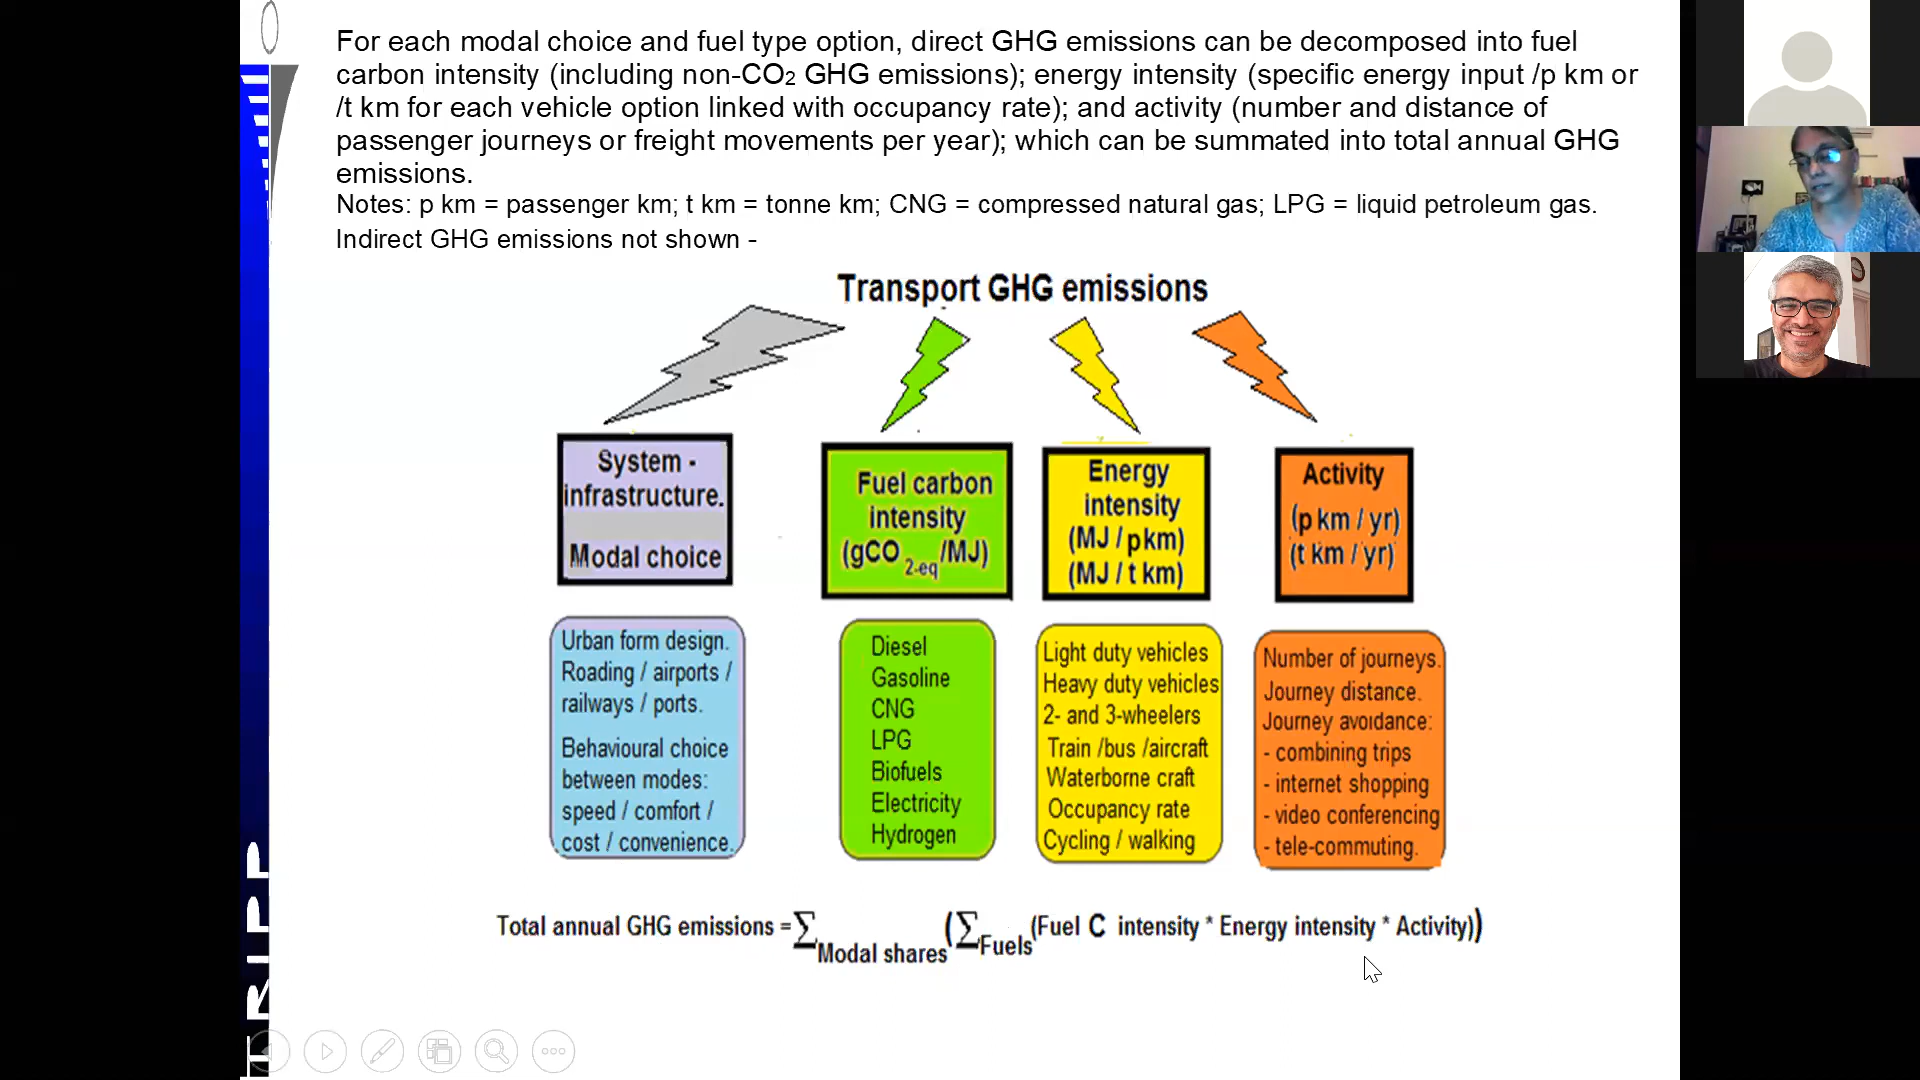 For each modal choice and fuel type option, direct GHG emissions can be decomposed into fuel
carbon intensity (including non-CO2 GHG emissions); energy intensity (specific energy input /p km or
/t km for each vehicle option linked with occupancy rate); and activity (number and distance of
passenger journeys or freight movements per year); which can be summated into total annual GHG
emissions.
Notes: p km = passenger km; t km = tonne km; CNG = compressed natural gas; LPG = liquid petroleum gas.
Indirect GHG emissions not shown -
Transport GHG emissions
System -
infrastructure.
Modal choice
Fuel carbon
intensity
(gCO2-eq/MJ)
Energy
intensity
(MJ / p km)
(MJ / t km)
Activity
(p km / yr)
(t km / yr)
Urban form design.
Roading / airports /
railways / ports.
Behavioural choice
between modes:
speed / comfort /
cost / convenience.
Diesel
Gasoline
CNG
LPG
Biofuels
Electricity
Hydrogen
Light duty vehicles
Heavy duty vehicles
2- and 3-wheelers
Train /bus /aircraft
Waterborne craft
Occupancy rate
Cycling / walking
Number of journeys.
Journey distance.
Journey avoidance:
- combining trips
- internet shopping
- video conferencing
- tele-commuting.
Total annual GHG emissions =∑Modal shares (∑Fuels (Fuel C intensity * Energy intensity * Activity))
TRIPP